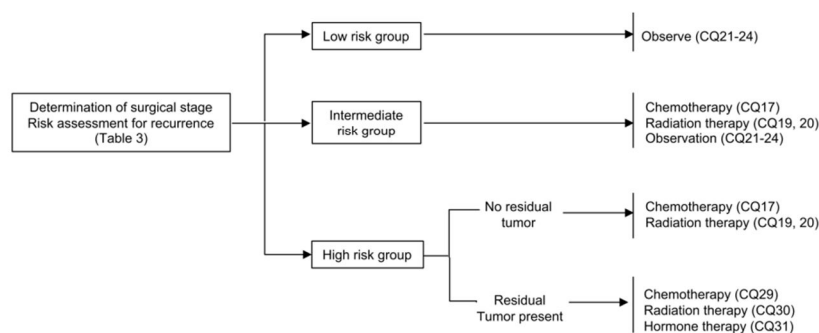 Low risk group
Observe (CQ21-24)
Determination of surgical stage
Risk assessment for recurrence
(Table 3)
Intermediate
risk group
Chemotherapy (CQ17)
Radiation therapy (CQ19, 20)
Observation (CQ21-24)
High risk group
No residual
tumor
Chemotherapy (CQ17)
Radiation therapy (CQ19, 20)
Residual
Tumor present
Chemotherapy (CQ29)
Radiation therapy (CQ30)
Hormone therapy (CQ31)